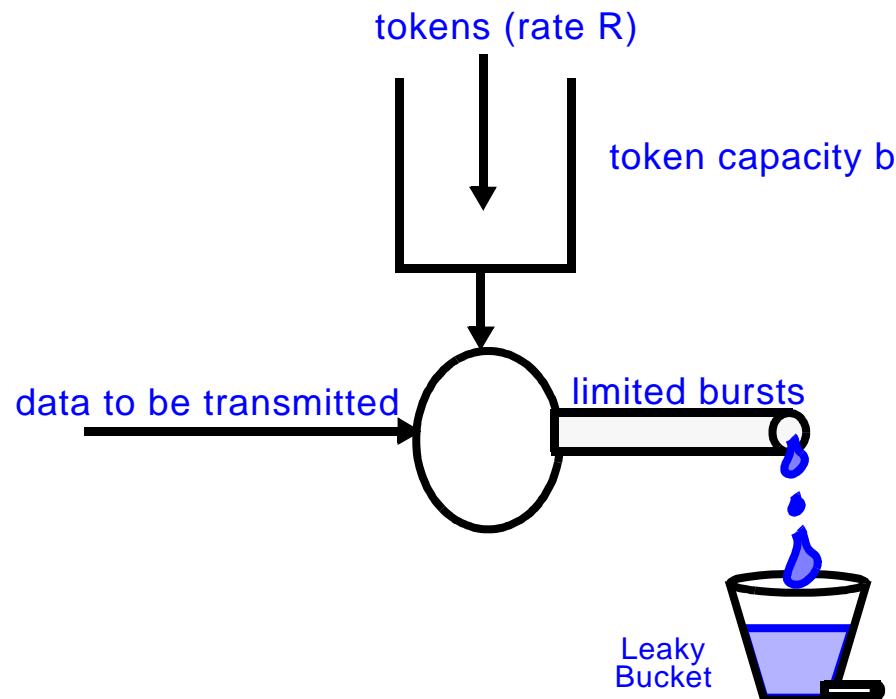 tokens (rate R)
token capacity b
data to be transmitted
limited bursts
Leaky
Bucket